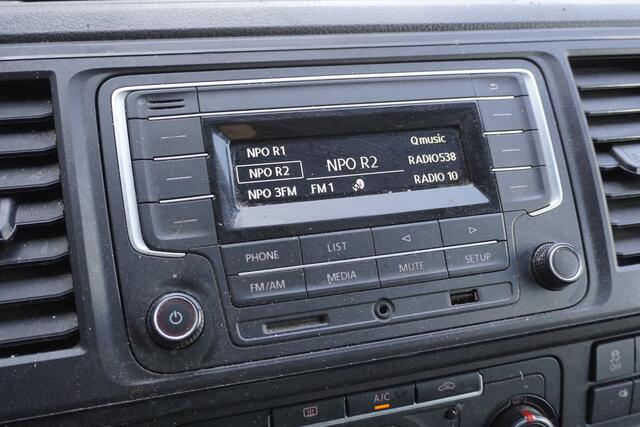 NPO R1
NPO R2
NPO 3FM
NPO R2
FM 1
Qmusic
RADIO538
RADIO 10
PHONE LIST
FM/AM MEDIA MUTE SETUP
A/C
OFF